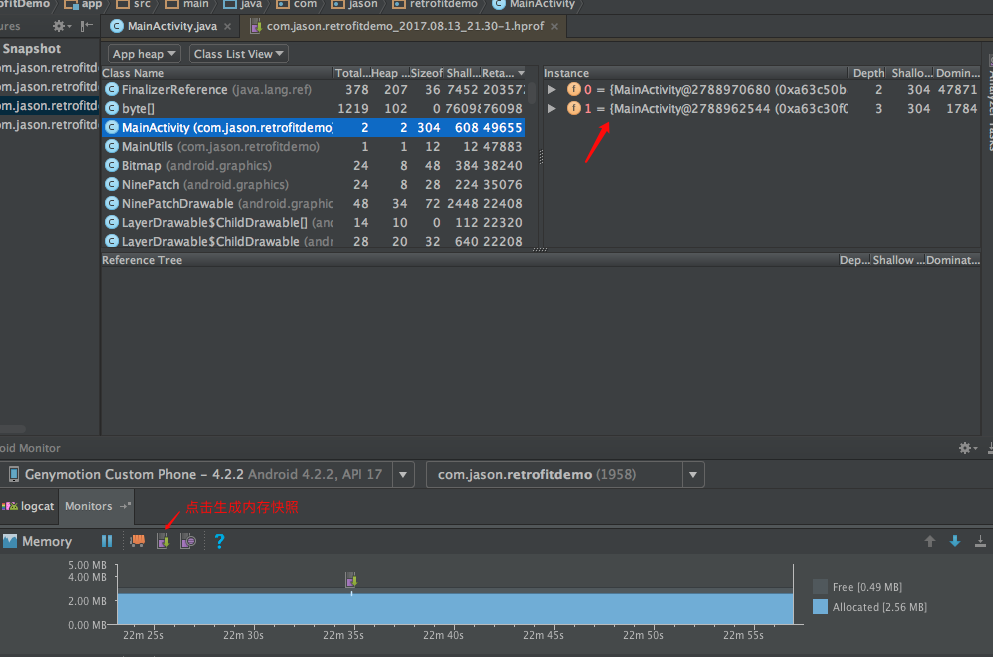 ofitDemo app src main java com jason retrofitdemo MainActivity
ures MainActivity.java × com.jason.retrofitdemo_2017.08.13_21.30-1.hprof ×
Snapshot
om.jason.retrofitd
om.jason.retrofitd
om.jason.retrofitd
om.jason.retrofitd
App heap Class List View
Class Name Total... Heap ... Sizeof Shall... Reta...
FinalizerReference (java.lang.ref) 378 207 36 7452 20357
byte[] 1219 102 0 76098 76098
MainActivity (com.jason.retrofitdemo) 2 2 304 608 49655
MainUtils (com.jason.retrofitdemo) 1 1 12 12 47883
Bitmap (android.graphics) 24 8 48 384 38240
NinePatch (android.graphics) 24 8 28 224 35076
NinePatchDrawable (android.graphic 48 34 72 2448 22408
LayerDrawable$ChildDrawable[] (an 14 10 0 112 22320
LayerDrawable$ChildDrawable (andr 28 20 32 640 22208
Instance Depth Shallo... Domin...
0 = {MainActivity@2788970680 (0xa63c50b 2 304 47871
1 = {MainActivity@2788962544 (0xa63c30f0 3 304 1784
Analyzer Tasks
Reference Tree Dep... Shallow ... Dominat...
oid Monitor
Genymotion Custom Phone – 4.2.2 Android 4.2.2, API 17 com.jason.retrofitdemo (1958)
logcat Monitors
点击生成内存快照
Memory ?
5.00 MB
4.00 MB
2.00 MB
0.00 MB
22m 25s 22m 30s 22m 35s 22m 40s 22m 45s 22m 50s 22m 55s
Free [0.49 MB]
Allocated [2.56 MB]